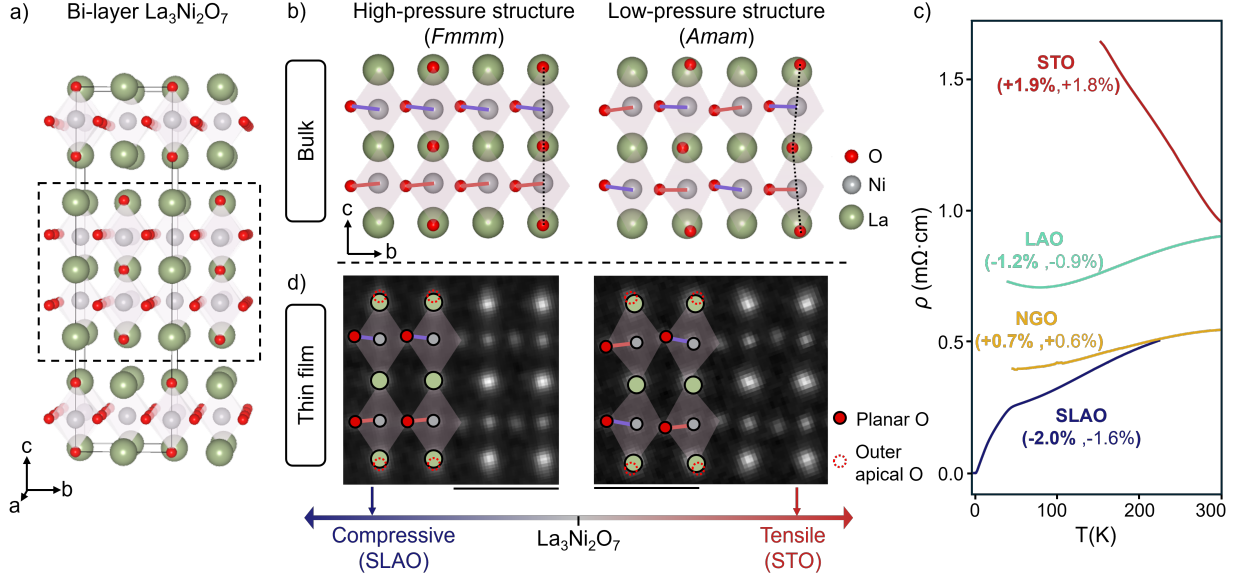 a)
Bi-layer La₃Ni₂O₇
c
b
a
b)
High-pressure structure
(Fmmm)
Low-pressure structure
(Amam)
Bulk
c
b
O
Ni
La
d)
Thin film
Planar O
Outer
apical O
Compressive
(SLAO)
La₃Ni₂O₇
Tensile
(STO)
c)
ρ (mΩ·cm)
1.5
1.0
0.5
0.0
STO
(+1.9%,+1.8%)
LAO
(-1.2% ,-0.9%)
NGO
(+0.7% ,+0.6%)
SLAO
(-2.0% ,-1.6%)
0
100
200
300
T(K)